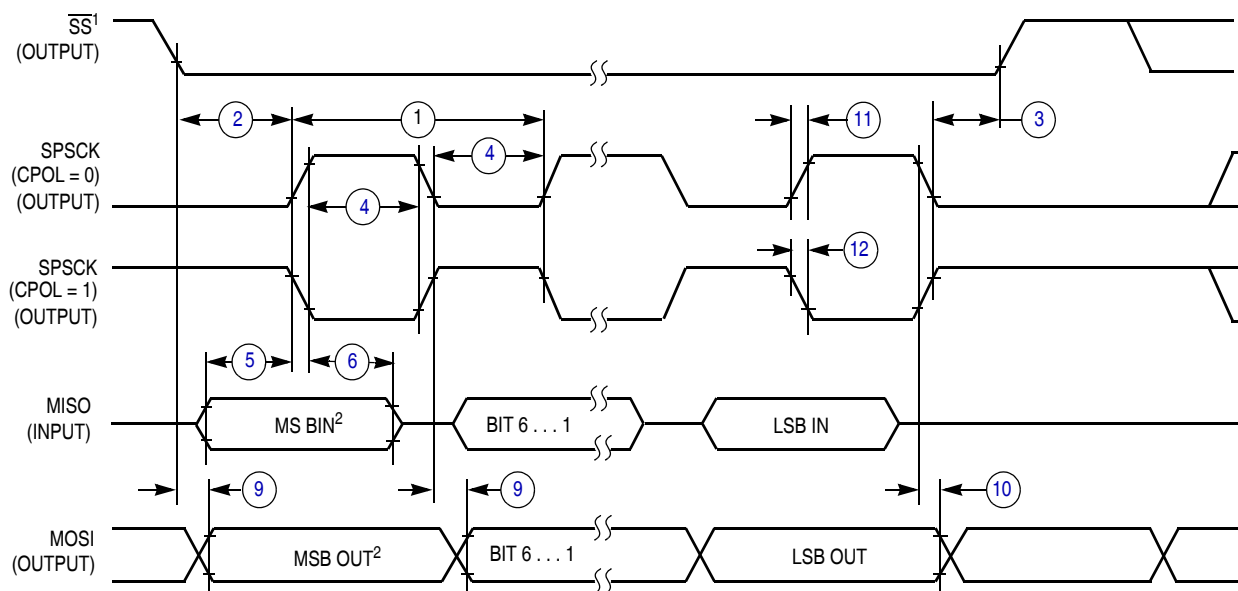 SS¹
(OUTPUT)
2
1
11
3
SPSCK
(CPOL = 0)
(OUTPUT)
4
4
SPSCK
(CPOL = 1)
(OUTPUT)
12
5
6
MISO
(INPUT)
MS BIN²
BIT 6 . . . 1
LSB IN
9
9
10
MOSI
(OUTPUT)
MSB OUT²
BIT 6 . . . 1
LSB OUT